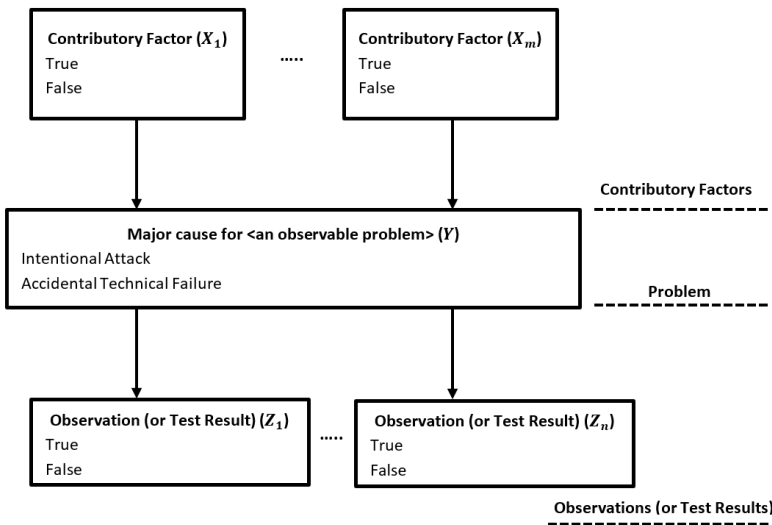 Contributory Factor (X₁)
True
False
.....
Contributory Factor (Xₘ)
True
False
Contributory Factors
Major cause for <an observable problem> (Y)
Intentional Attack
Accidental Technical Failure
Problem
Observation (or Test Result) (Z₁)
True
False
.....
Observation (or Test Result) (Zₙ)
True
False
Observations (or Test Results)